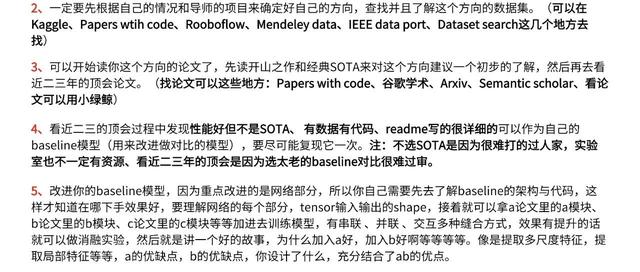 2、一定要先根据自己的情况和导师的项目来确定好自己的方向，查找并且了解这个方向的数据集。（可以在
Kaggle、Papers wtih code、Rooboflow、Mendeley data、IEEE data port、Dataset search这几个地方去
找）
3、可以开始读你这个方向的论文了，先读开山之作和经典SOTA来对这个方向建议一个初步的了解，然后再去看
近二三年的顶会论文。（找论文可以这些地方：Papers with code、谷歌学术、Arxiv、Semantic scholar、看论
文可以用小绿鲸）
4、看近二三的顶会过程中发现性能好但不是SOTA、 有数据有代码、readme写的很详细的可以作为自己的
baseline模型（用来改进做对比的模型），要尽可能复现它一次。注：不选SOTA是因为很难打的过人家，实验
室也不一定有资源、看近二三年的顶会是因为选太老的baseline对比很难过审。
5、改进你的baseline模型，因为重点改进的是网络部分，所以你自己需要先去了解baseline的架构与代码，这
样才知道在哪下手效果好，要理解网络的每个部分，tensor输入输出的shape，接着就可以拿a论文里的a模块、
b论文里的b模块、c论文里的c模块等等加进去训练模型，有串联 、并联 、交互多种缝合方式，效果有提升的话
就可以做消融实验，然后就是讲一个好的故事，为什么加入a好，加入b好啊等等等等。像是提取多尺度特征，提
取局部特征等等，a的优缺点，b的优缺点，你设计了什么，充分结合了ab的优点。